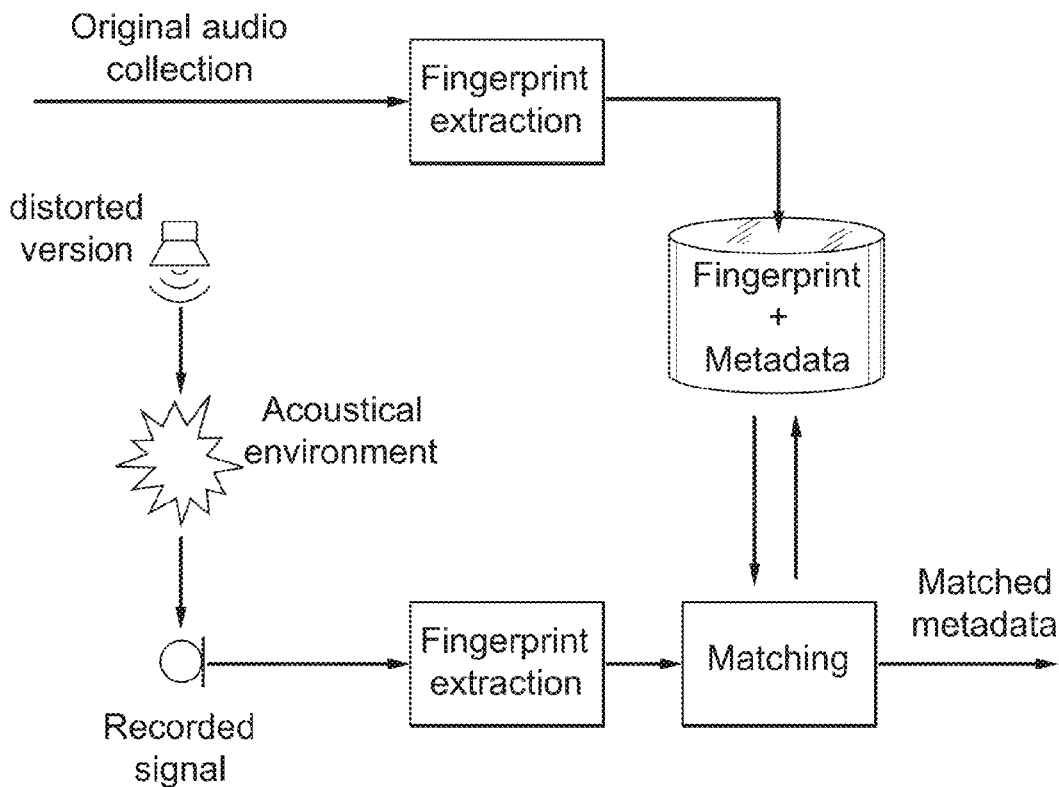 Original audio
collection
Fingerprint
extraction
distorted
version
Fingerprint
+
Metadata
Acoustical
environment
Matched
metadata
Fingerprint
extraction
Matching
Recorded
signal